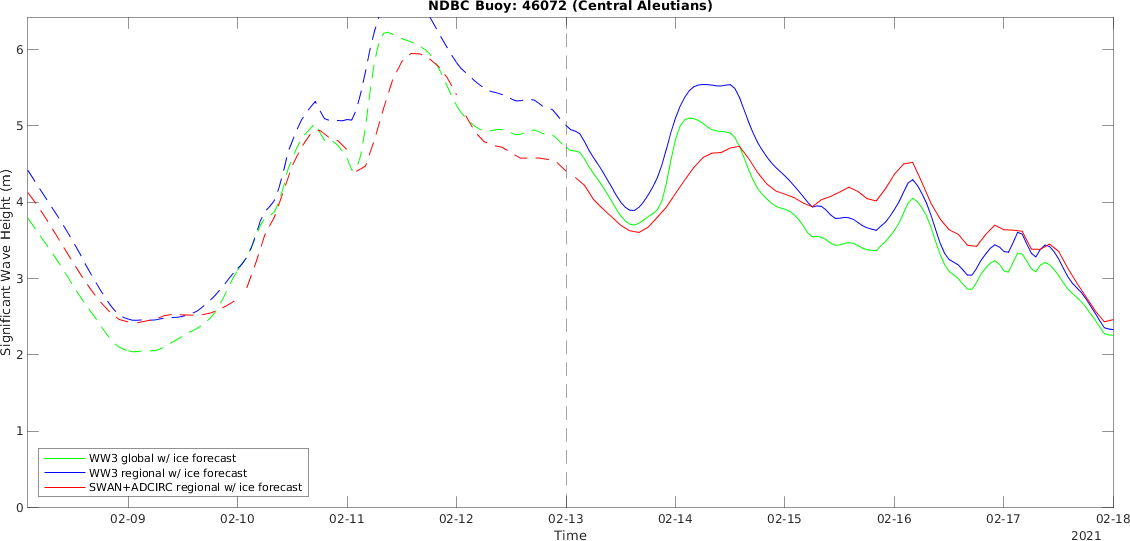 NDBC Buoy: 46072 (Central Aleutians)
6
5
4
3
2
1
0
Significant Wave Height (m)
WW3 global w/ ice forecast
WW3 regional w/ ice forecast
SWAN+ADCIRC regional w/ ice forecast
02-09 02-10 02-11 02-12 02-13 02-14 02-15 02-16 02-17 02-18
Time
2021